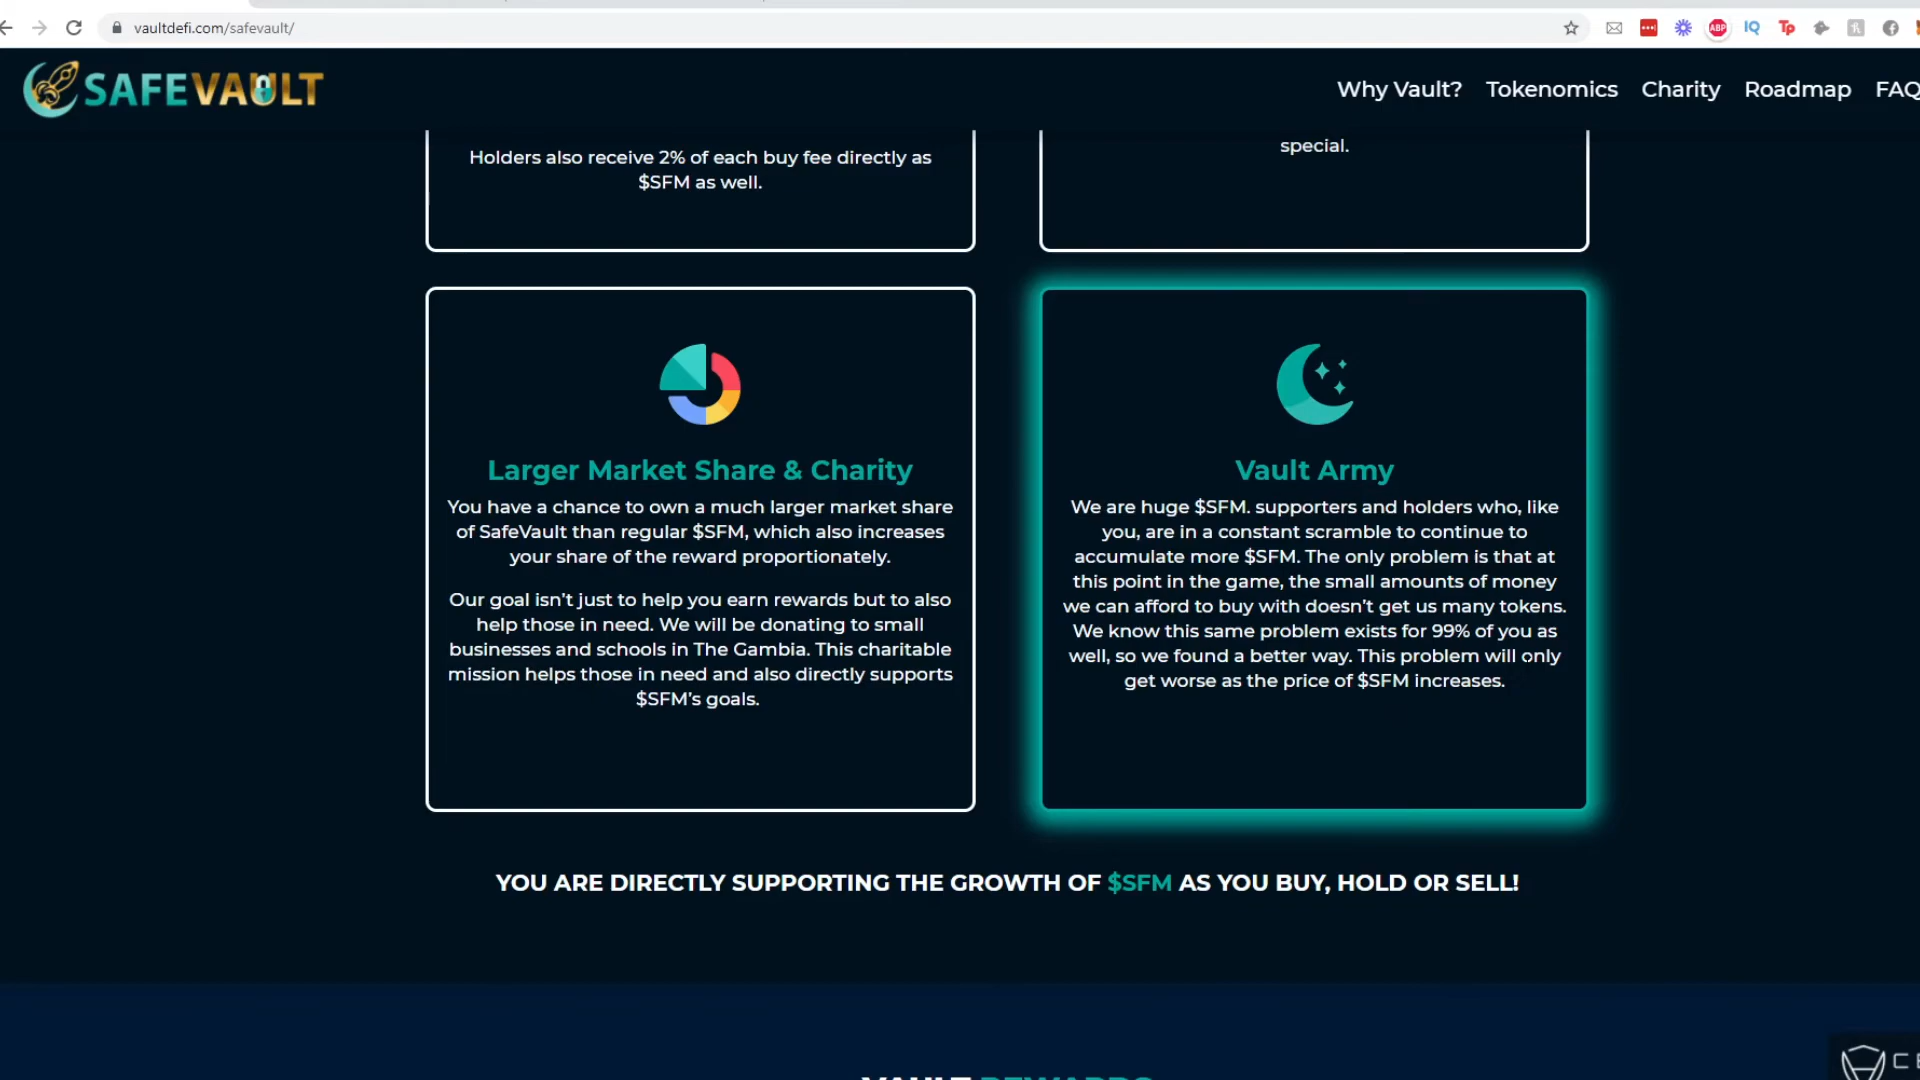 vaultdefi.com/safevault/
ABP
IQ
Tp
SAFEVAULT
Why Vault?
Tokenomics
Charity
Roadmap
FAQ
Holders also receive 2% of each buy fee directly as
$SFM as well.
special.
Larger Market Share & Charity
You have a chance to own a much larger market share
of SafeVault than regular $SFM, which also increases
your share of the reward proportionately.
Our goal isn't just to help you earn rewards but to also
help those in need. We will be donating to small
businesses and schools in The Gambia. This charitable
mission helps those in need and also directly supports
$SFM's goals.
Vault Army
We are huge $SFM. supporters and holders who, like
you, are in a constant scramble to continue to
accumulate more $SFM. The only problem is that at
this point in the game, the small amounts of money
we can afford to buy with doesn't get us many tokens.
We know this same problem exists for 99% of you as
well, so we found a better way. This problem will only
get worse as the price of $SFM increases.
YOU ARE DIRECTLY SUPPORTING THE GROWTH OF $SFM AS YOU BUY, HOLD OR SELL!
VAULT REWARDS